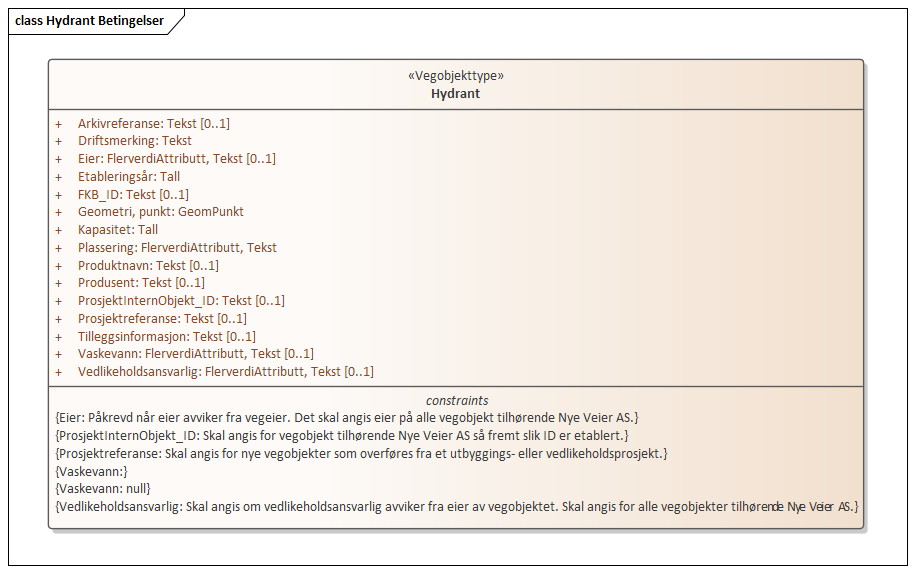 class Hydrant Betingelser
«Vegobjekttype»
Hydrant
+ Arkivreferanse: Tekst [0..1]
+ Driftsmerking: Tekst
+ Eier: FlerverdiAttributt, Tekst [0..1]
+ Etableringsår: Tall
+ FKB_ID: Tekst [0..1]
+ Geometri, punkt: GeomPunkt
+ Kapasitet: Tall
+ Plassering: FlerverdiAttributt, Tekst
+ Produktnavn: Tekst [0..1]
+ Produsent: Tekst [0..1]
+ ProsjektInternObjekt_ID: Tekst [0..1]
+ Prosjektreferanse: Tekst [0..1]
+ Tilleggsinformasjon: Tekst [0..1]
+ Vaskevann: FlerverdiAttributt, Tekst [0..1]
+ Vedlikeholdsansvarlig: FlerverdiAttributt, Tekst [0..1]
constraints
{Eier: Påkrevd når eier avviker fra vegeier. Det skal angis eier på alle vegobjekt tilhørende Nye Veier AS.}
{ProsjektInternObjekt_ID: Skal angis for vegobjekt tilhørende Nye Veier AS så fremt slik ID er etablert.}
{Prosjektreferanse: Skal angis for nye vegobjekter som overføres fra et utbyggings- eller vedlikeholdsprosjekt.}
{Vaskevann:}
{Vaskevann: null}
{Vedlikeholdsansvarlig: Skal angis om vedlikeholdsansvarlig avviker fra eier av vegobjektet. Skal angis for alle vegobjekter tilhørende Nye Veier AS.}